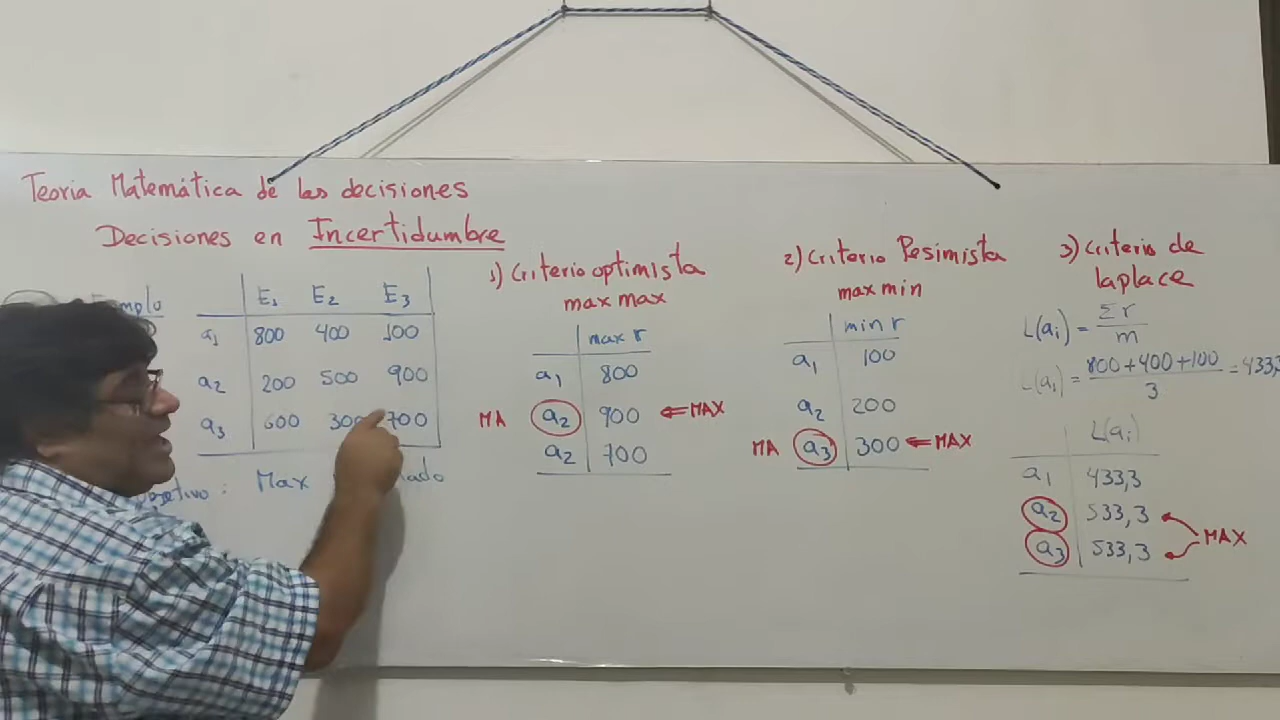 Teoria Matemática de las decisiones
Decisiones en Incertidumbre
E1 E2 E3
a1 800 400 100
a2 200 500 900
a3 600 300 700
Max
1) Criterio optimista
max max
max r
a1 800
MA a2 900 ⇐ MAX
a2 700
2) Criterio Pesimista
max min
min r
a1 100
a2 200
MA a3 300 ⇐ MAX
3) Criterio de
laplace
L(ai) = Σr / m
L(a1) = 800+400+100 / 3 = 433,3
L(ai)
a1 433,3
a2 533,3
a3 533,3
MAX